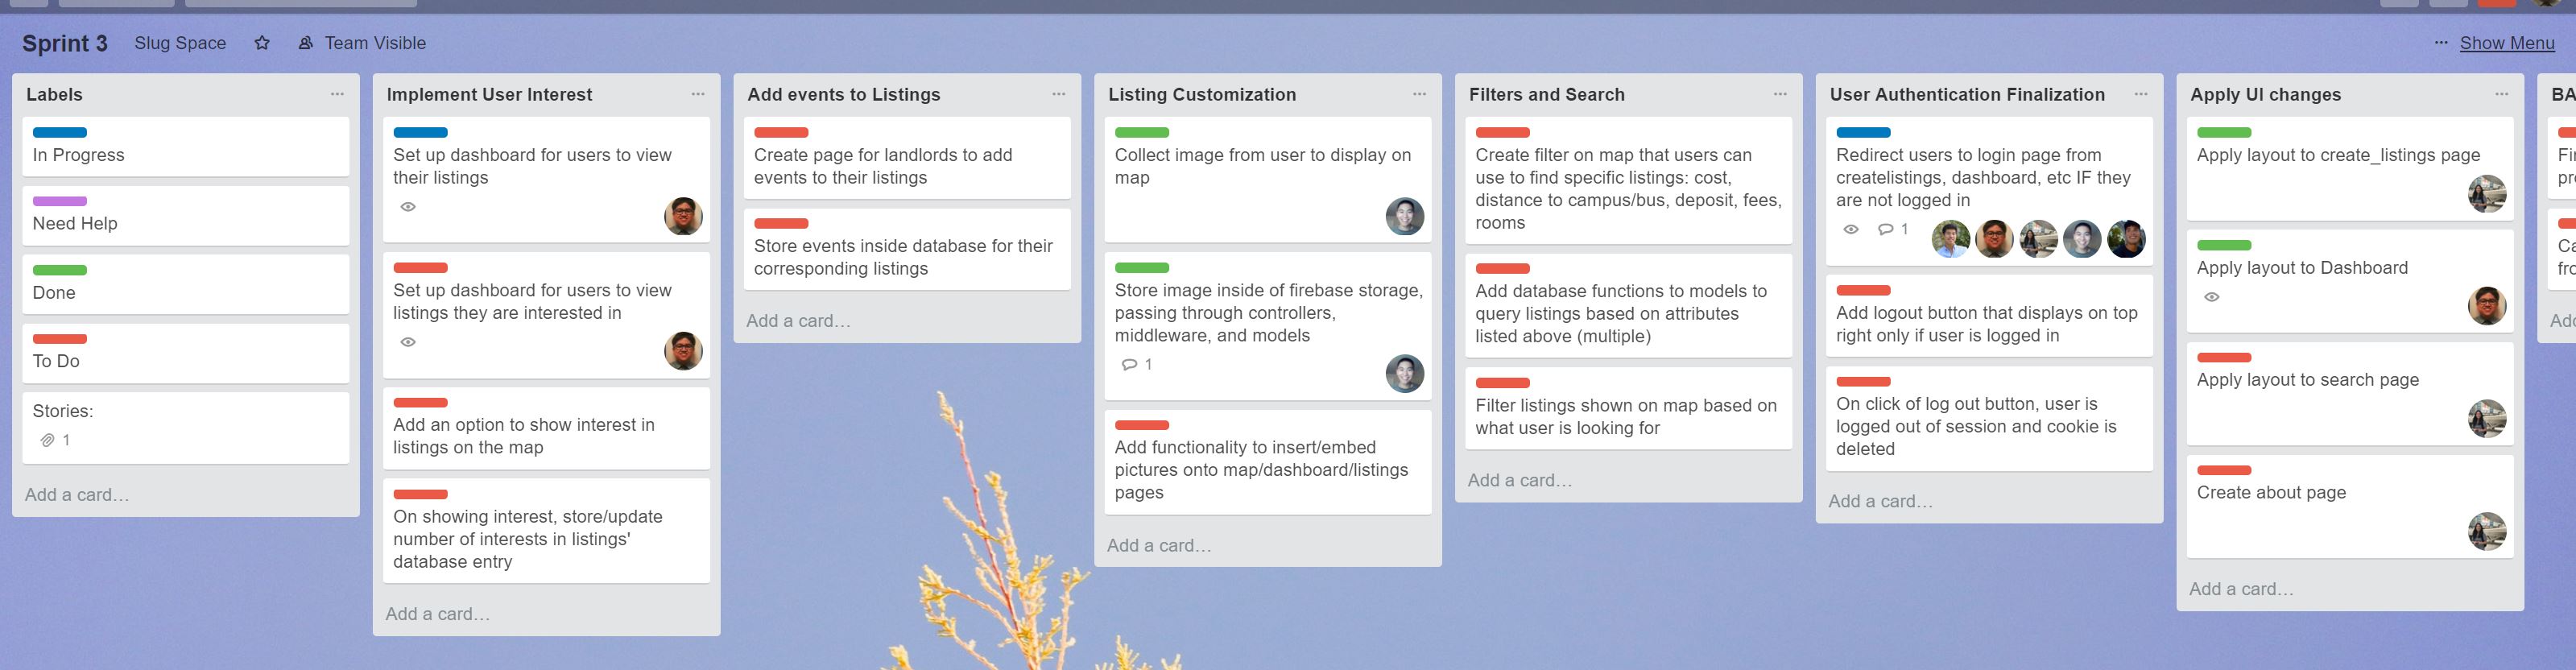 Sprint 3
Slug Space
Team Visible
··· Show Menu
Labels
In Progress
Need Help
Done
To Do
Stories:
1
Add a card…
Implement User Interest
Set up dashboard for users to view
their listings
Set up dashboard for users to view
listings they are interested in
Add an option to show interest in
listings on the map
On showing interest, store/update
number of interests in listings'
database entry
Add a card…
Add events to Listings
Create page for landlords to add
events to their listings
Store events inside database for their
corresponding listings
Add a card…
Listing Customization
Collect image from user to display on
map
Store image inside of firebase storage,
passing through controllers,
middleware, and models
1
Add functionality to insert/embed
pictures onto map/dashboard/listings
pages
Add a card…
Filters and Search
Create filter on map that users can
use to find specific listings: cost,
distance to campus/bus, deposit, fees,
rooms
Add database functions to models to
query listings based on attributes
listed above (multiple)
Filter listings shown on map based on
what user is looking for
Add a card…
User Authentication Finalization
Redirect users to login page from
createlistings, dashboard, etc IF they
are not logged in
1
Add logout button that displays on top
right only if user is logged in
On click of log out button, user is
logged out of session and cookie is
deleted
Add a card…
Apply UI changes
Apply layout to create_listings page
Apply layout to Dashboard
Apply layout to search page
Create about page
Add a card…